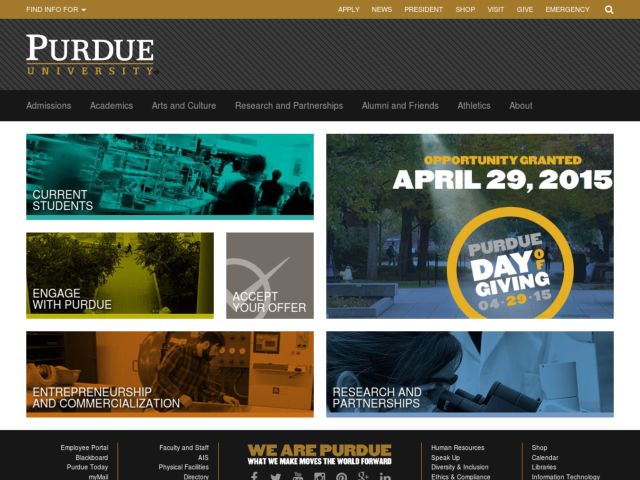 FIND INFO FOR
APPLY NEWS PRESIDENT SHOP VISIT GIVE EMERGENCY
PURDUE
UNIVERSITY
Admissions Academics Arts and Culture Research and Partnerships Alumni and Friends Athletics About
CURRENT
STUDENTS
OPPORTUNITY GRANTED
APRIL 29, 2015
PURDUE
DAY OF
GIVING
04·29·15
ENGAGE
WITH PURDUE
ACCEPT
YOUR OFFER
ENTREPRENEURSHIP
AND COMMERCIALIZATION
RESEARCH AND
PARTNERSHIPS
Employee Portal
Blackboard
Purdue Today
myMail
Faculty and Staff
AIS
Physical Facilities
Directory
WE ARE PURDUE
WHAT WE MAKE MOVES THE WORLD FORWARD
Human Resources
Speak Up
Diversity & Inclusion
Ethics & Compliance
Shop
Calendar
Libraries
Information Technology